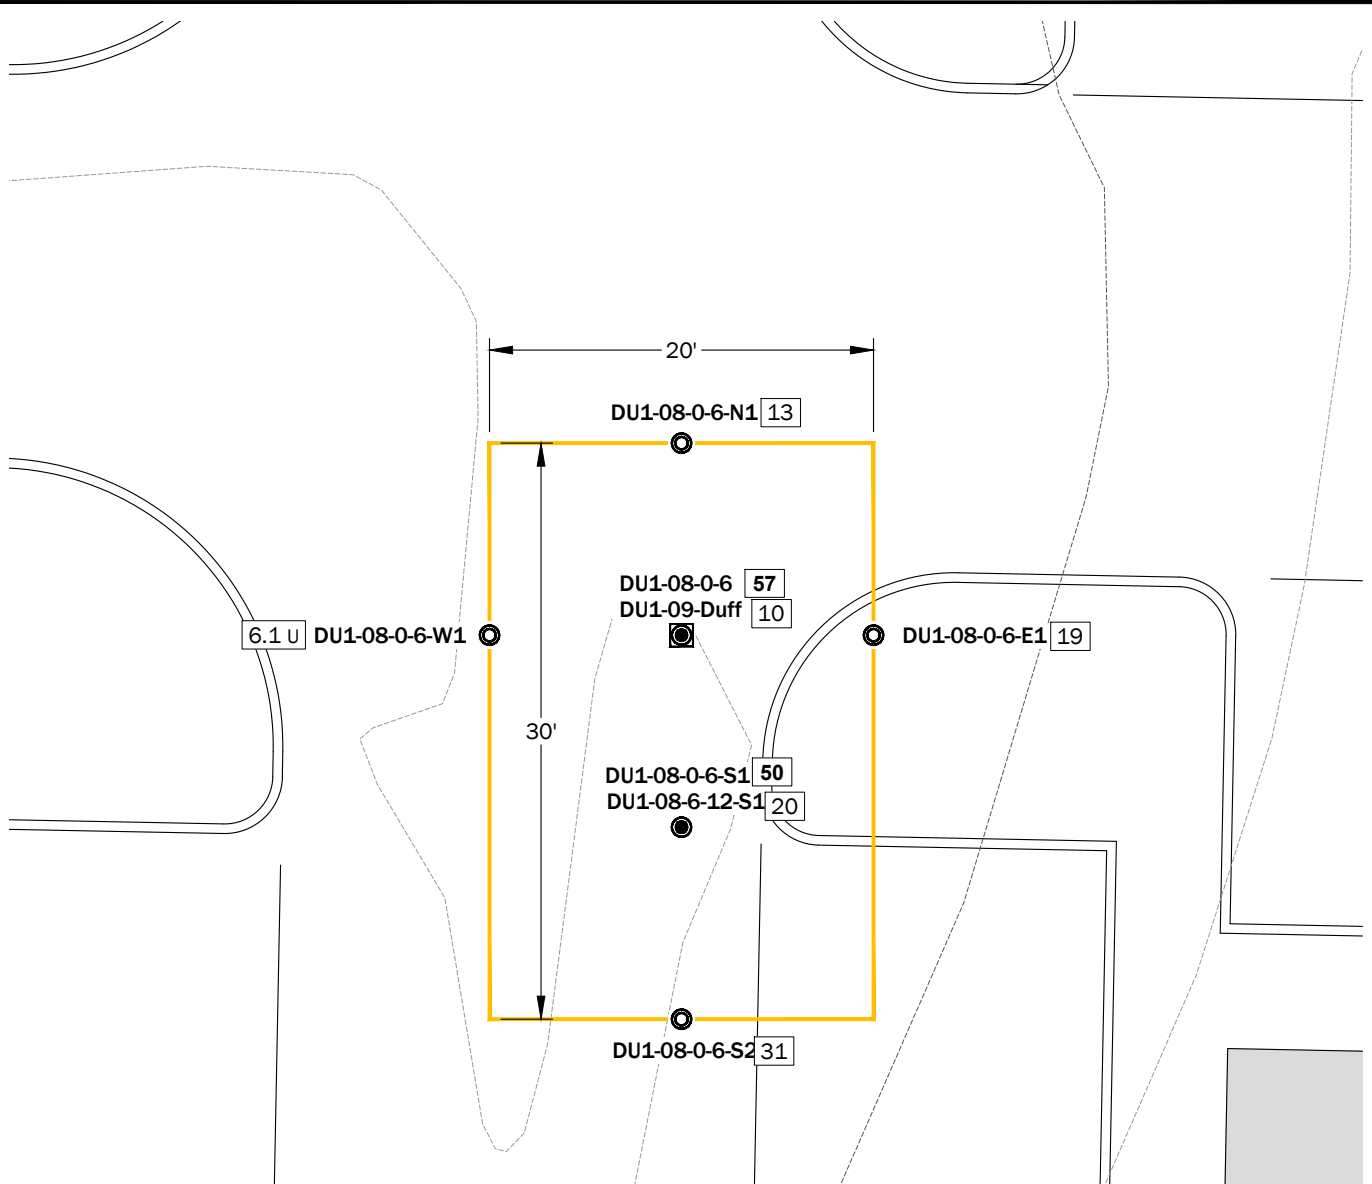 20'
DU1-08-0-6-N1 13
DU1-08-0-6 57
DU1-09-Duff 10
6.1 U DU1-08-0-6-W1
DU1-08-0-6-E1 19
30'
DU1-08-0-6-S1 50
DU1-08-6-12-S1 20
DU1-08-0-6-S2 31